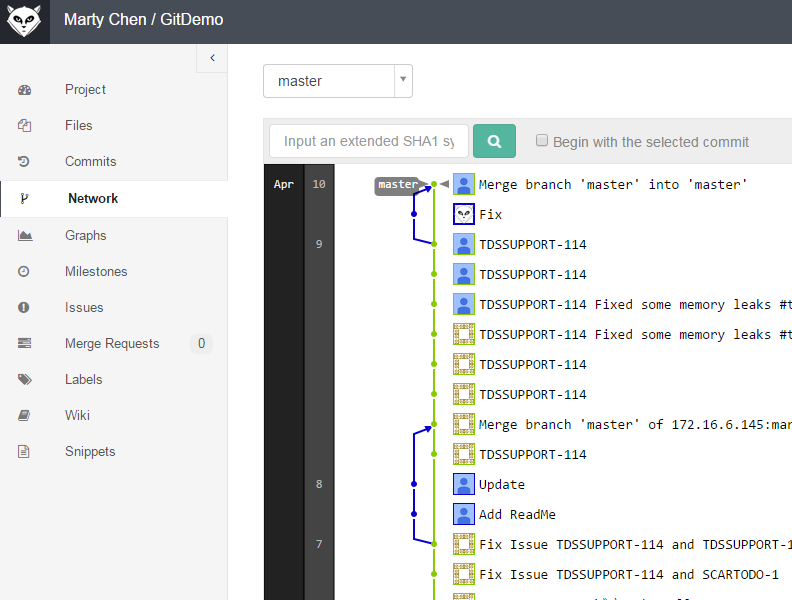 Marty Chen / GitDemo
Project
Files
Commits
Network
Graphs
Milestones
Issues
Merge Requests 0
Labels
Wiki
Snippets
master
Input an extended SHA1 sy
Begin with the selected commit
Apr 10 master Merge branch 'master' into 'master'
Fix
9 TDSSUPPORT-114
TDSSUPPORT-114
TDSSUPPORT-114 Fixed some memory leaks #t
TDSSUPPORT-114 Fixed some memory leaks #t
TDSSUPPORT-114
TDSSUPPORT-114
Merge branch 'master' of 172.16.6.145:mar
TDSSUPPORT-114
8 Update
Add ReadMe
7 Fix Issue TDSSUPPORT-114 and TDSSUPPORT-1
Fix Issue TDSSUPPORT-114 and SCARTODO-1